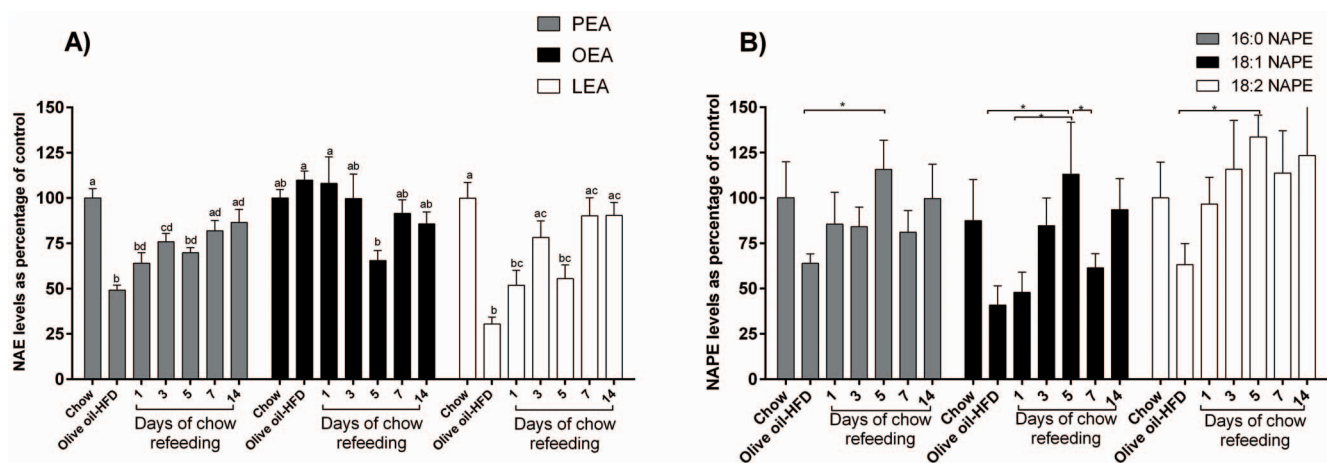 A)
PEA
OEA
LEA
NAE levels as percentage of control
150
125
100
75
50
25
0
a
b
bd
cd
bd
ad
ad
ab
a
a
ab
b
ab
ab
a
b
bc
ac
bc
ac
ac
Chow
Olive oil-HFD
1
3
5
7
14
Days of chow
refeeding
Chow
Olive oil-HFD
1
3
5
7
14
Days of chow
refeeding
Chow
Olive oil-HFD
1
3
5
7
14
Days of chow
refeeding
B)
16:0 NAPE
18:1 NAPE
18:2 NAPE
NAPE levels as percentage of control
150
125
100
75
50
25
0
*
*
*
*
*
Chow
Olive oil-HFD
1
3
5
7
14
Days of chow
refeeding
Chow
Olive oil-HFD
1
3
5
7
14
Days of chow
refeeding
Chow
Olive oil-HFD
1
3
5
7
14
Days of chow
refeeding